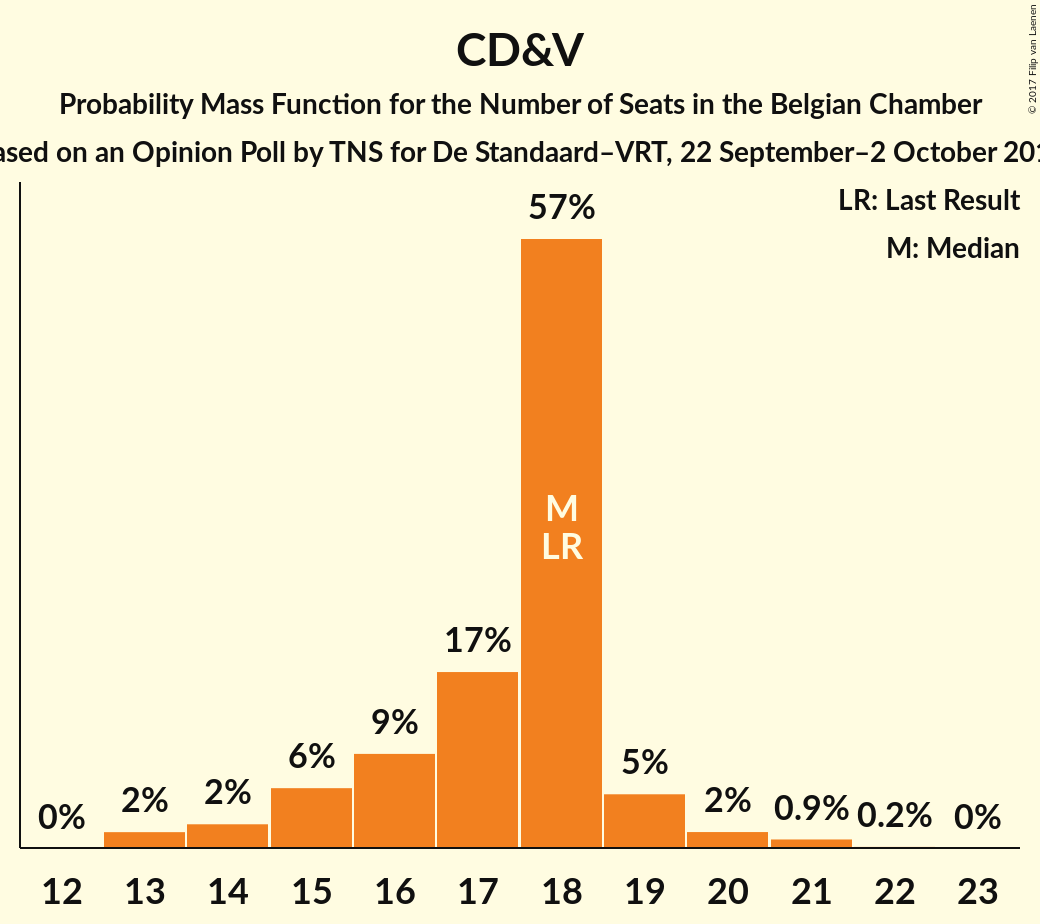 CD&V
Probability Mass Function for the Number of Seats in the Belgian Chamber
on an Opinion Poll by TNS for De Standaard–VRT, 22 September–2 October
© 2017 Filip van Laenen
LR: Last Result
M: Median
57%
M
LR
17%
9%
6%
5%
2%
2%
2%
0.9%
0.2%
0%
0%
12 13 14 15 16 17 18 19 20 21 22 23